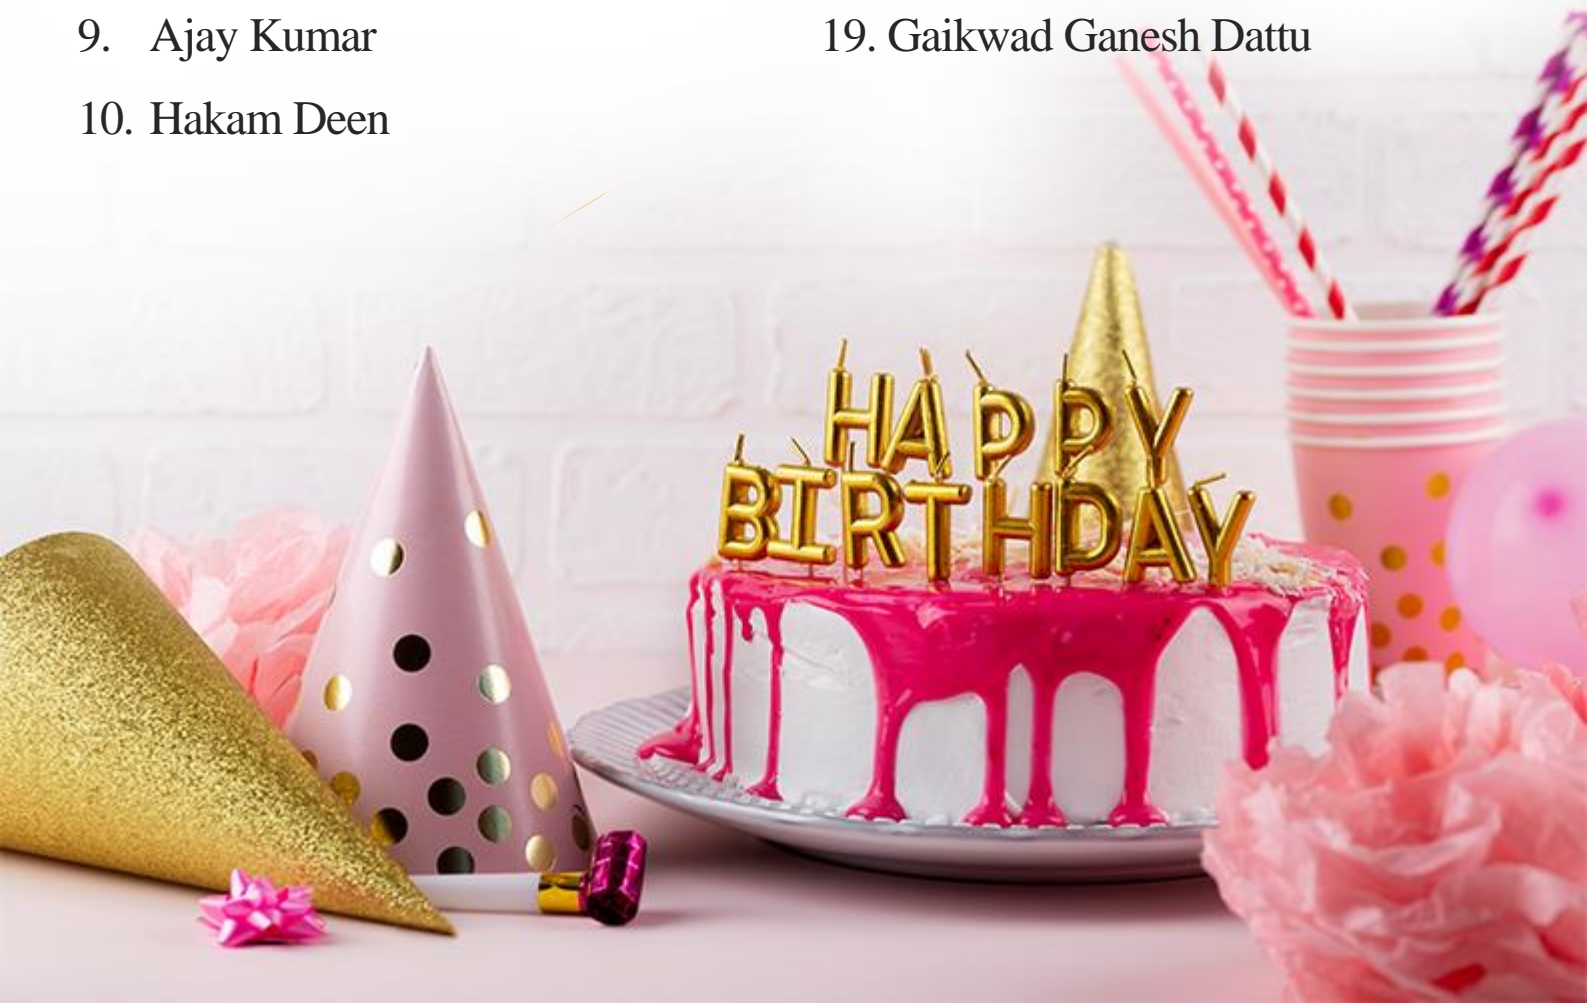 9. Ajay Kumar
10. Hakam Deen
19. Gaikwad Ganesh Dattu
HAPPY
BIRTHDAY